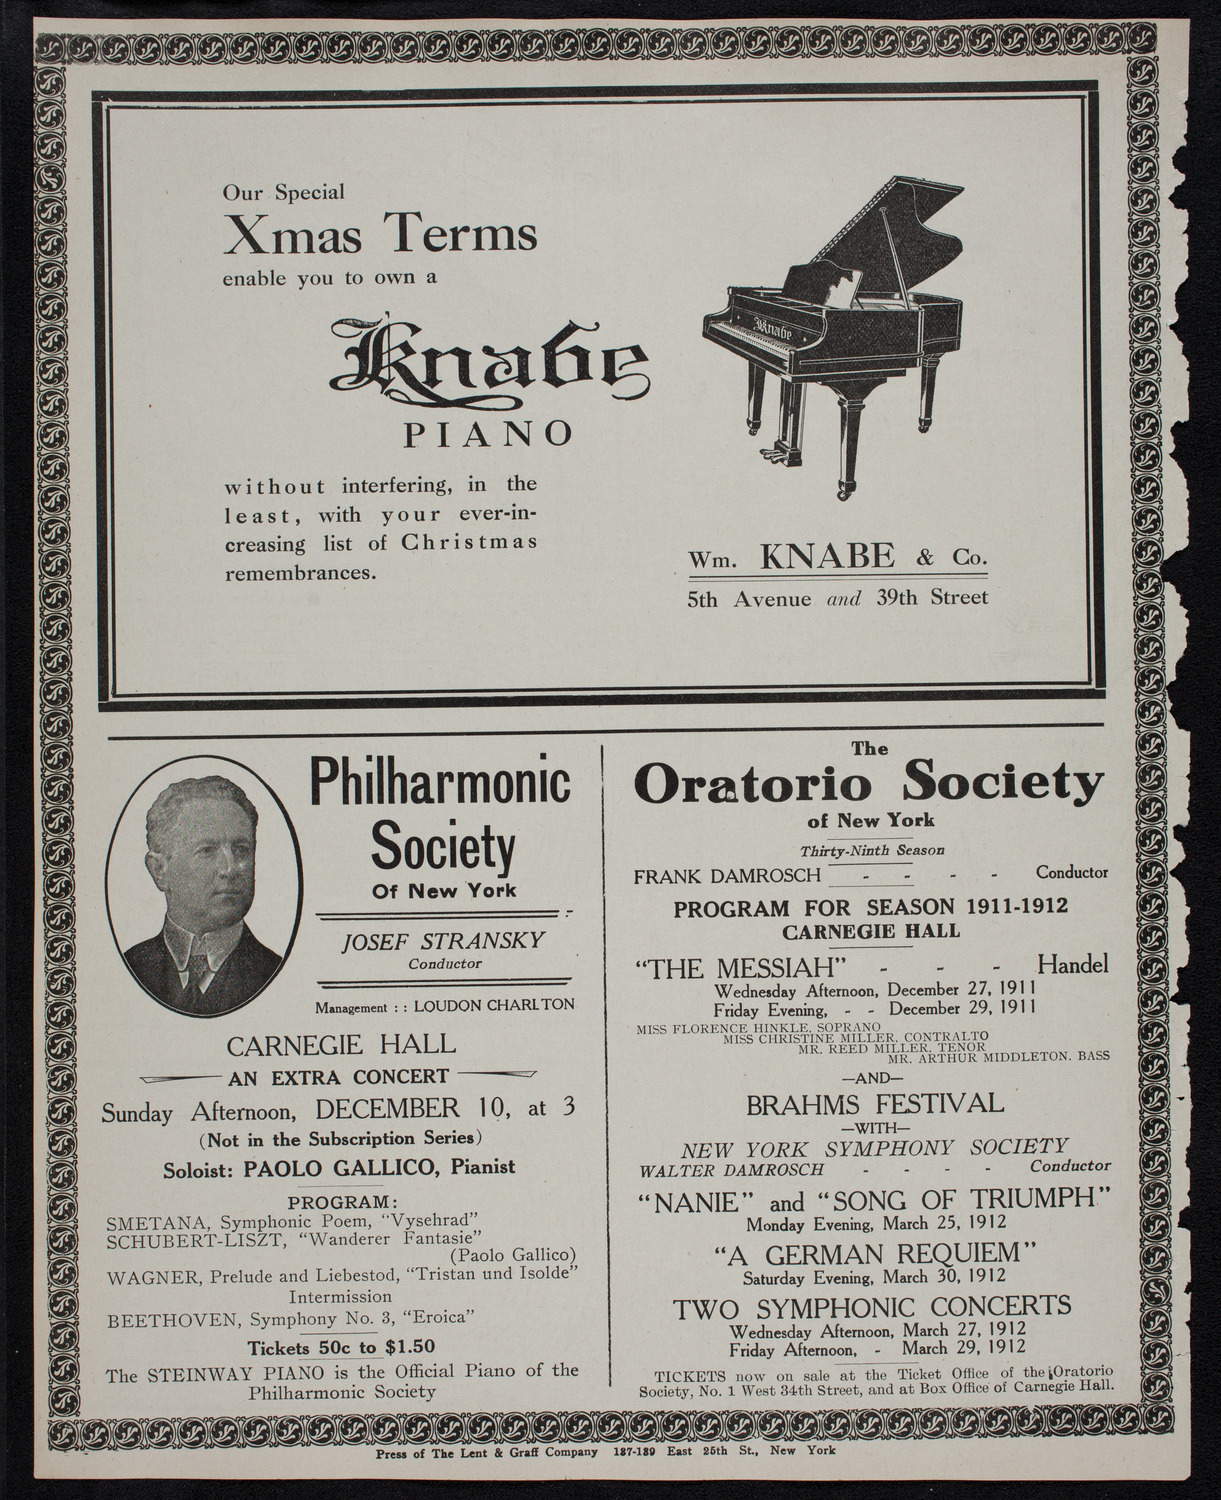 Our Special
Xmas Terms
enable you to own a
Knabe
PIANO
without interfering, in the
least, with your ever-in-
creasing list of Christmas
remembrances.
Knabe
Wm. KNABE & Co.
5th Avenue and 39th Street
Philharmonic
Society
Of New York
JOSEF STRANSKY
Conductor
Management : : LOUDON CHARLTON
CARNEGIE HALL
AN EXTRA CONCERT
Sunday Afternoon, DECEMBER 10, at 3
(Not in the Subscription Series)
Soloist: PAOLO GALLICO, Pianist
PROGRAM:
SMETANA, Symphonic Poem, "Vysehrad"
SCHUBERT-LISZT, "Wanderer Fantasie"
(Paolo Gallico)
WAGNER, Prelude and Liebestod, "Tristan und Isolde"
Intermission
BEETHOVEN, Symphony No. 3, "Eroica"
Tickets 50c to $1.50
The STEINWAY PIANO is the Official Piano of the
Philharmonic Society
The
Oratorio Society
of New York
Thirty-Ninth Season
FRANK DAMROSCH - - - - Conductor
PROGRAM FOR SEASON 1911-1912
CARNEGIE HALL
"THE MESSIAH" - - - Handel
Wednesday Afternoon, December 27, 1911
Friday Evening, - - December 29, 1911
MISS FLORENCE HINKLE, SOPRANO
MISS CHRISTINE MILLER, CONTRALTO
MR. REED MILLER, TENOR
MR. ARTHUR MIDDLETON, BASS
—AND—
BRAHMS FESTIVAL
—WITH—
NEW YORK SYMPHONY SOCIETY
WALTER DAMROSCH - - - - Conductor
"NANIE" and "SONG OF TRIUMPH"
Monday Evening, March 25, 1912
"A GERMAN REQUIEM"
Saturday Evening, March 30, 1912
TWO SYMPHONIC CONCERTS
Wednesday Afternoon, March 27, 1912
Friday Afternoon, - March 29, 1912
TICKETS now on sale at the Ticket Office of the Oratorio
Society, No. 1 West 34th Street, and at Box Office of Carnegie Hall.
Press of The Lent & Graff Company 137-139 East 25th St., New York